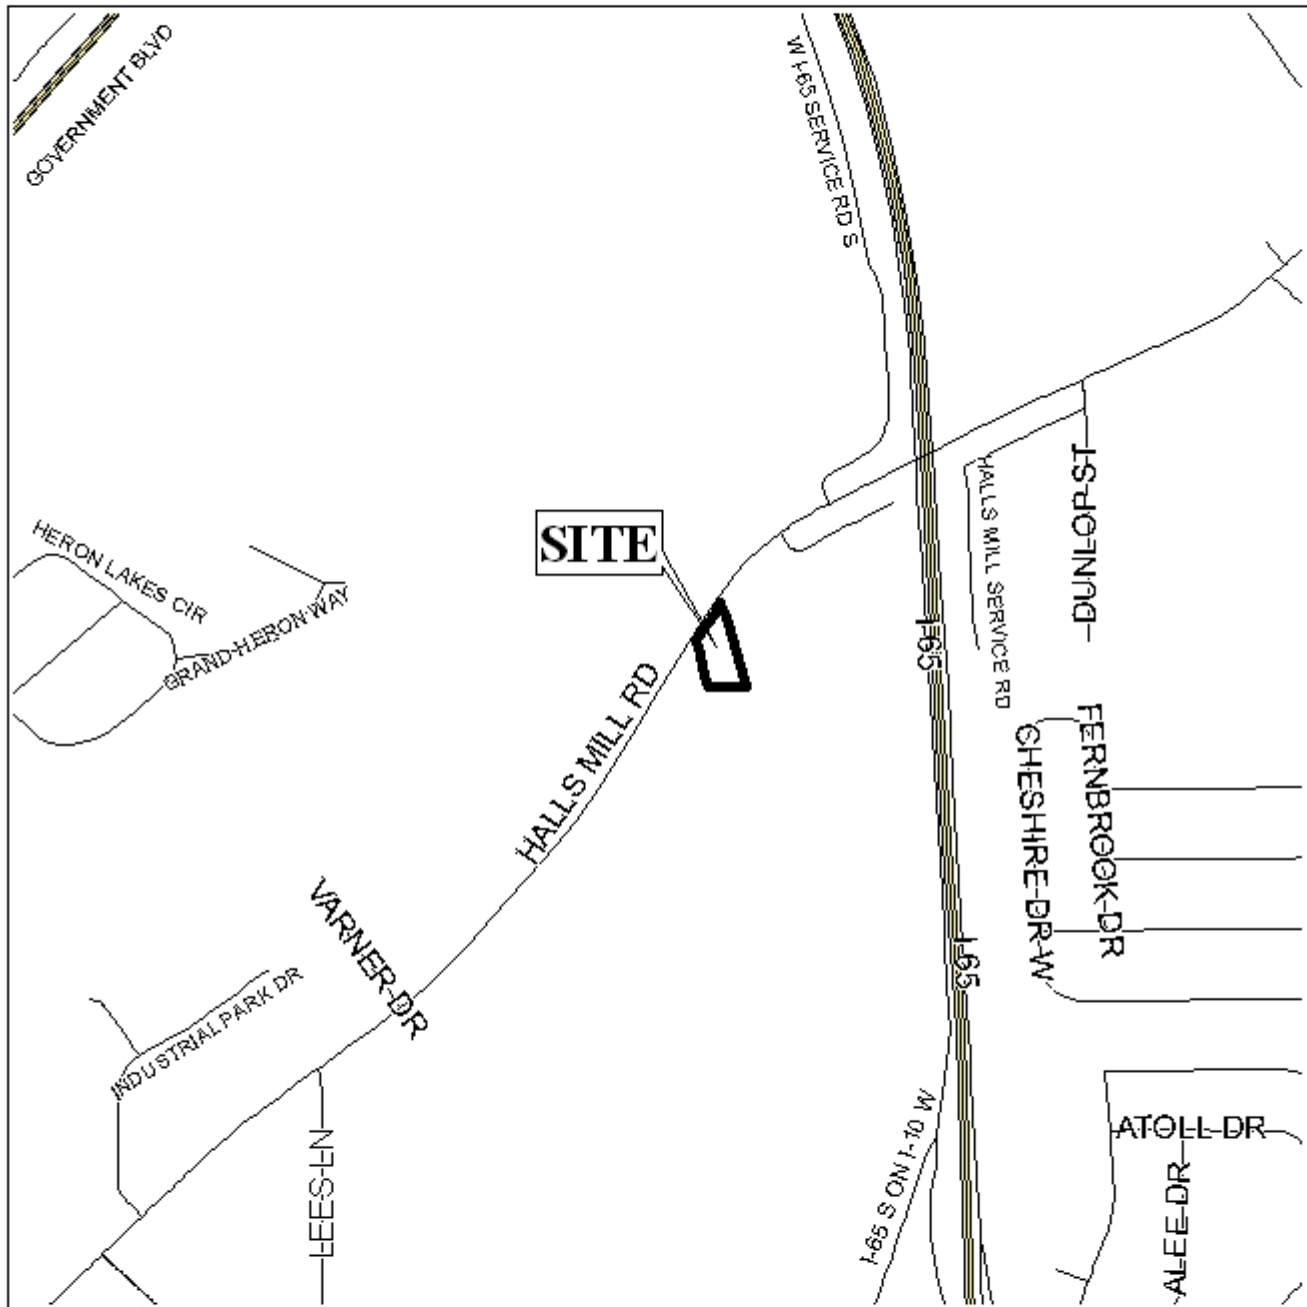 GOVERNMENT BLVD
W I-65 SERVICE RD S
SITE
HALLS MILL SERVICE RD
DUNLOP ST
HERON LAKES CIR
GRAND HERON WAY
I-65
HALLS MILL RD
CHESHIRE DR W
FERNBROOK DR
VARNER DR
I-65
INDUSTRIAL PARK DR
LEES LN
I-65 S ON I-10 W
ATOLL DR
ALEE DR